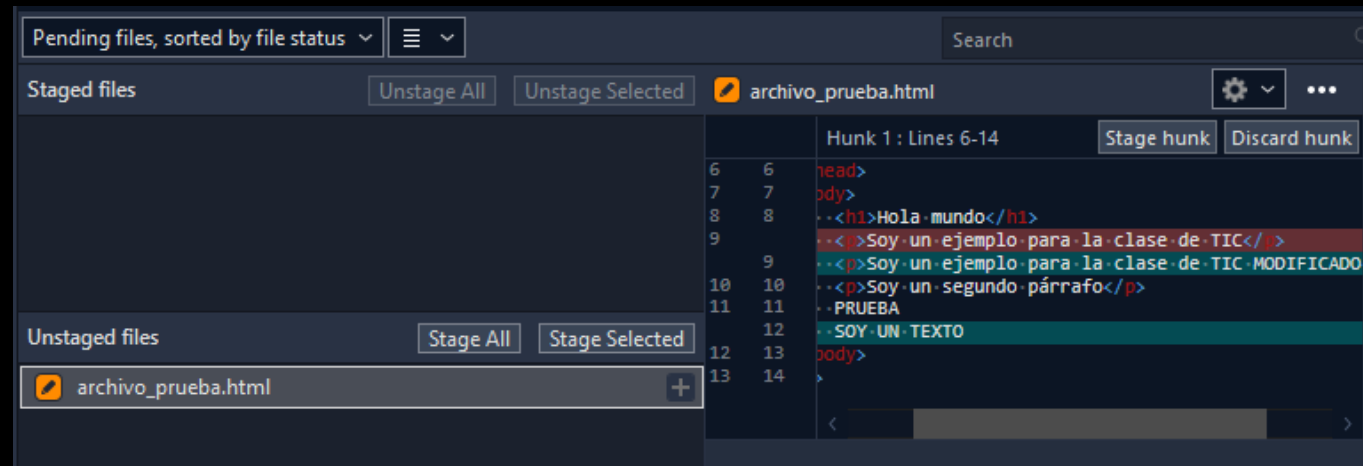 Pending files, sorted by file status
Search
Staged files Unstage All Unstage Selected
archivo_prueba.html
Hunk 1 : Lines 6-14 Stage hunk Discard hunk
6 6 head>
7 7 ody>
8 8 <h1>Hola mundo</h1>
9 <p>Soy un ejemplo para la clase de TIC</p>
9 <p>Soy un ejemplo para la clase de TIC MODIFICADO
10 10 <p>Soy un segundo párrafo</p>
11 11 PRUEBA
12 SOY UN TEXTO
12 13 body>
13 14 >
Unstaged files Stage All Stage Selected
archivo_prueba.html